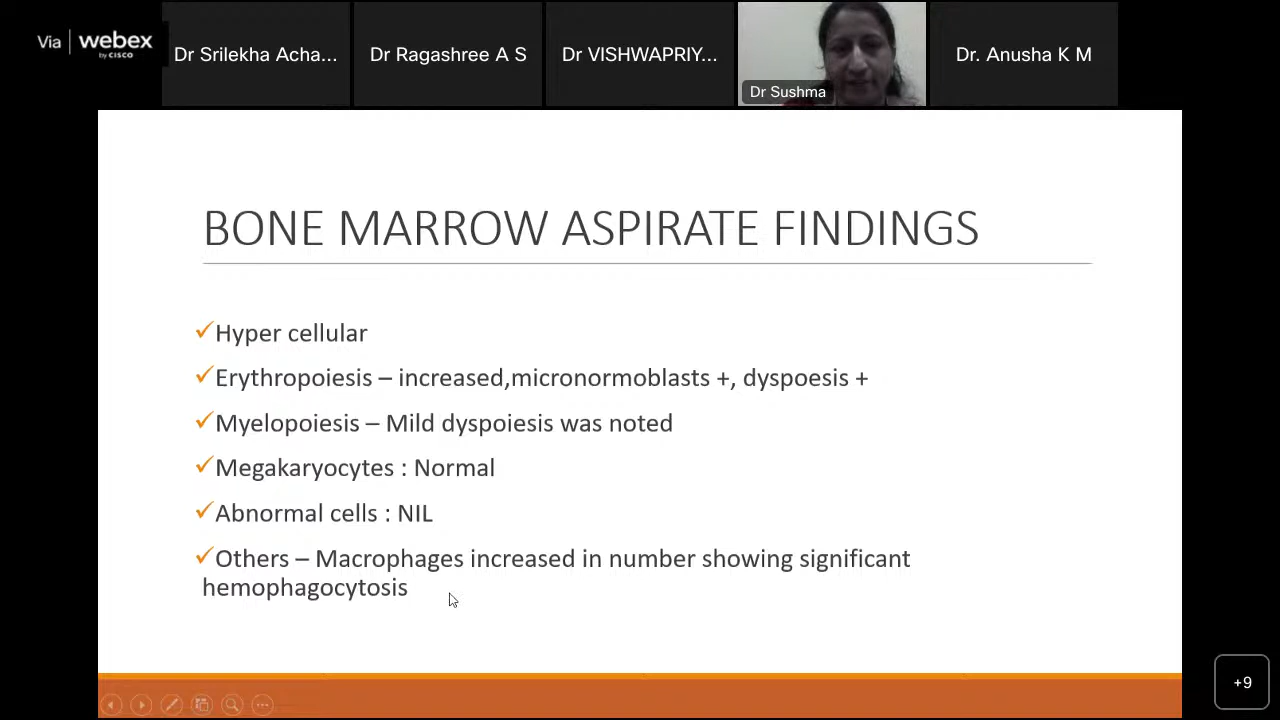 Via webex
by CISCO
Dr Srilekha Acha...
Dr Ragashree A S
Dr VISHWAPRIY...
Dr Sushma
Dr. Anusha K M
BONE MARROW ASPIRATE FINDINGS
✓Hyper cellular
✓Erythropoiesis – increased,micronormoblasts +, dyspoesis +
✓Myelopoiesis – Mild dyspoiesis was noted
✓Megakaryocytes : Normal
✓Abnormal cells : NIL
✓Others – Macrophages increased in number showing significant
hemophagocytosis
+9